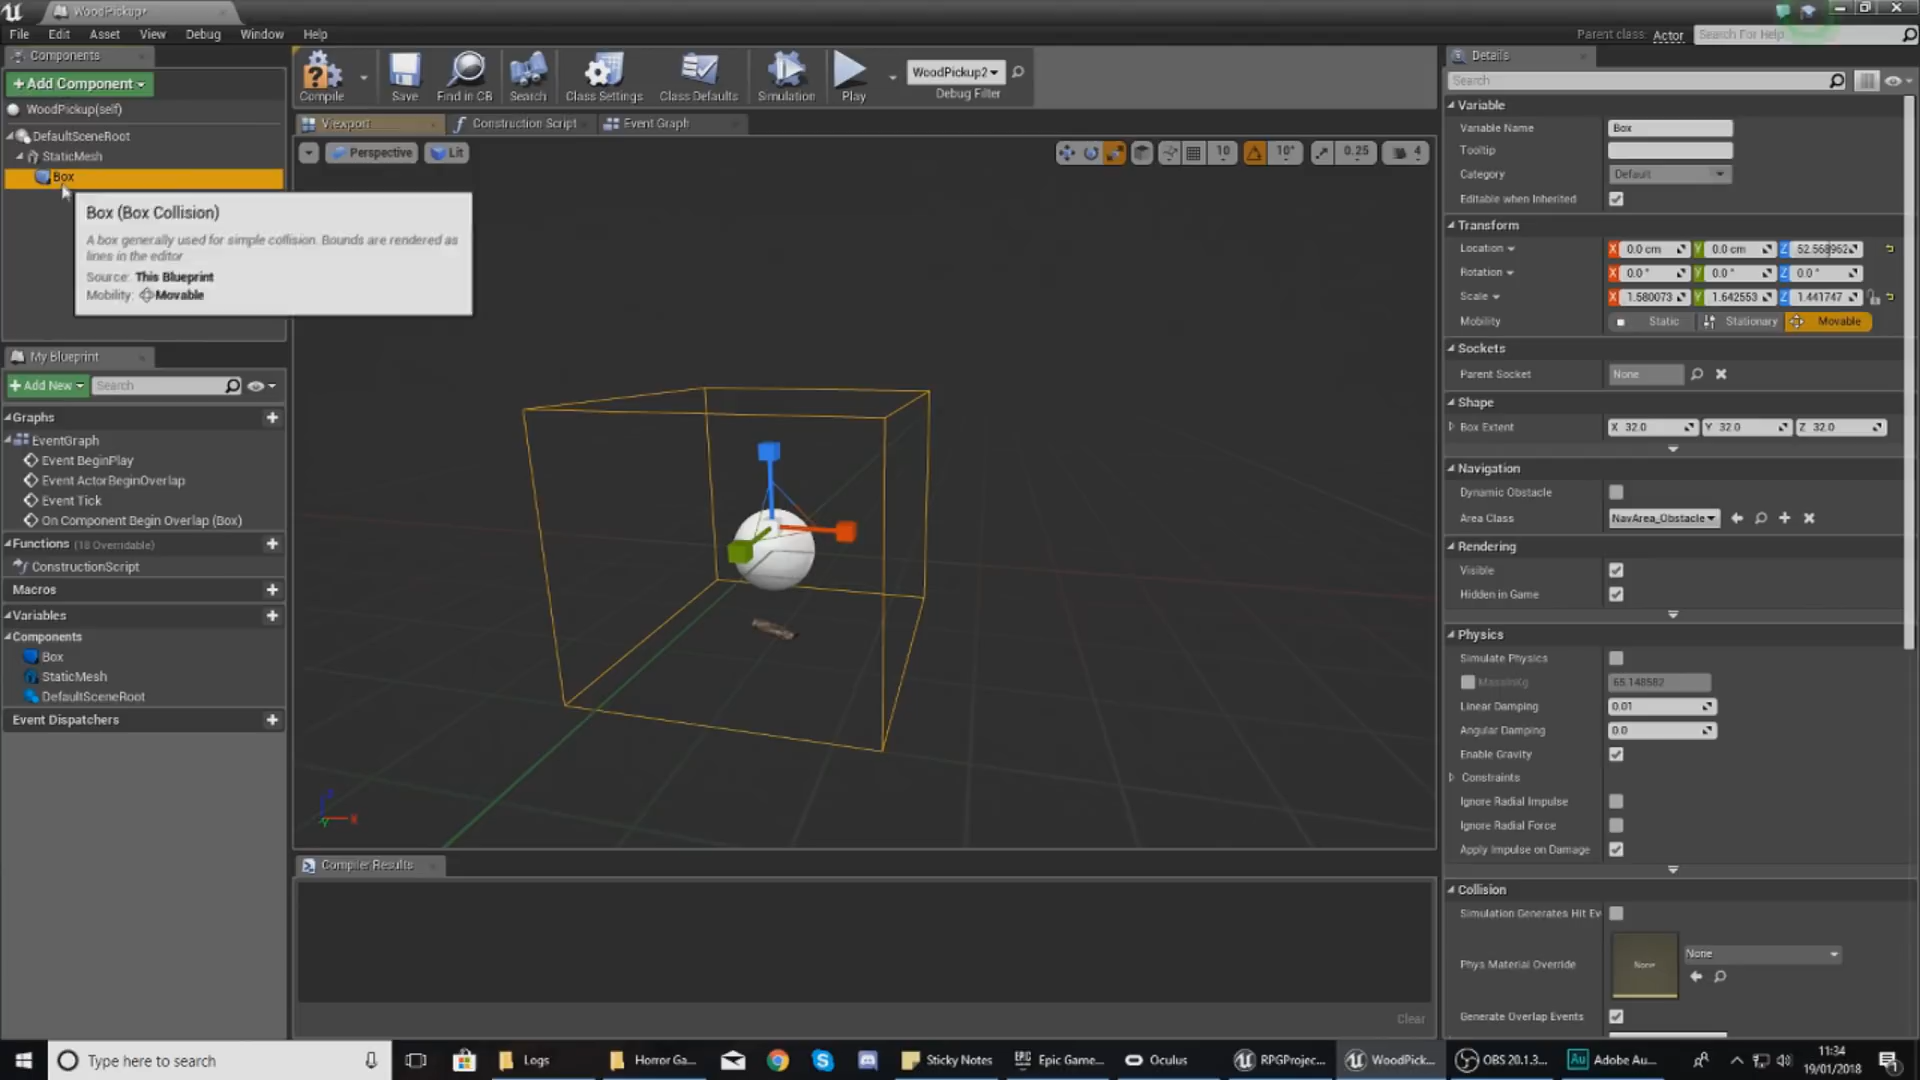 WoodPickup*
File Edit Asset View Debug Window Help
Parent class: Actor Search For Help
Components
+Add Component
WoodPickup(self)
DefaultSceneRoot
StaticMesh
Box
Box (Box Collision)
A box generally used for simple collision. Bounds are rendered as
lines in the editor
Source: This Blueprint
Mobility: Movable
Compile Save Find in CB Search Class Settings Class Defaults Simulation Play
WoodPickup2
Debug Filter
Viewport Construction Script Event Graph
Perspective Lit
10 10° 0.25 4
My Blueprint
+Add New Search
Graphs
EventGraph
Event BeginPlay
Event ActorBeginOverlap
Event Tick
On Component Begin Overlap (Box)
Functions (18 Overridable)
ConstructionScript
Macros
Variables
Components
Box
StaticMesh
DefaultSceneRoot
Event Dispatchers
Compiler Results
Clear
Details
Search
Variable
Variable Name Box
Tooltip
Category Default
Editable when Inherited
Transform
Location X 0.0 cm Y 0.0 cm Z 52.568962
Rotation X 0.0 ° Y 0.0 ° Z 0.0 °
Scale X 1.580073 Y 1.642553 Z 1.441747
Mobility Static Stationary Movable
Sockets
Parent Socket None
Shape
Box Extent X 32.0 Y 32.0 Z 32.0
Navigation
Dynamic Obstacle
Area Class NavArea_Obstacle
Rendering
Visible
Hidden in Game
Physics
Simulate Physics
MassInKg 65.148582
Linear Damping 0.01
Angular Damping 0.0
Enable Gravity
Constraints
Ignore Radial Impulse
Ignore Radial Force
Apply Impulse on Damage
Collision
Simulation Generates Hit Ev
Phys Material Override None None
Generate Overlap Events
Type here to search
Logs
Horror Ga...
Sticky Notes
EPIC Epic Game...
Oculus
RPGProjec...
WoodPick...
OBS 20.1.3...
Au Adobe Au...
11:34
19/01/2018